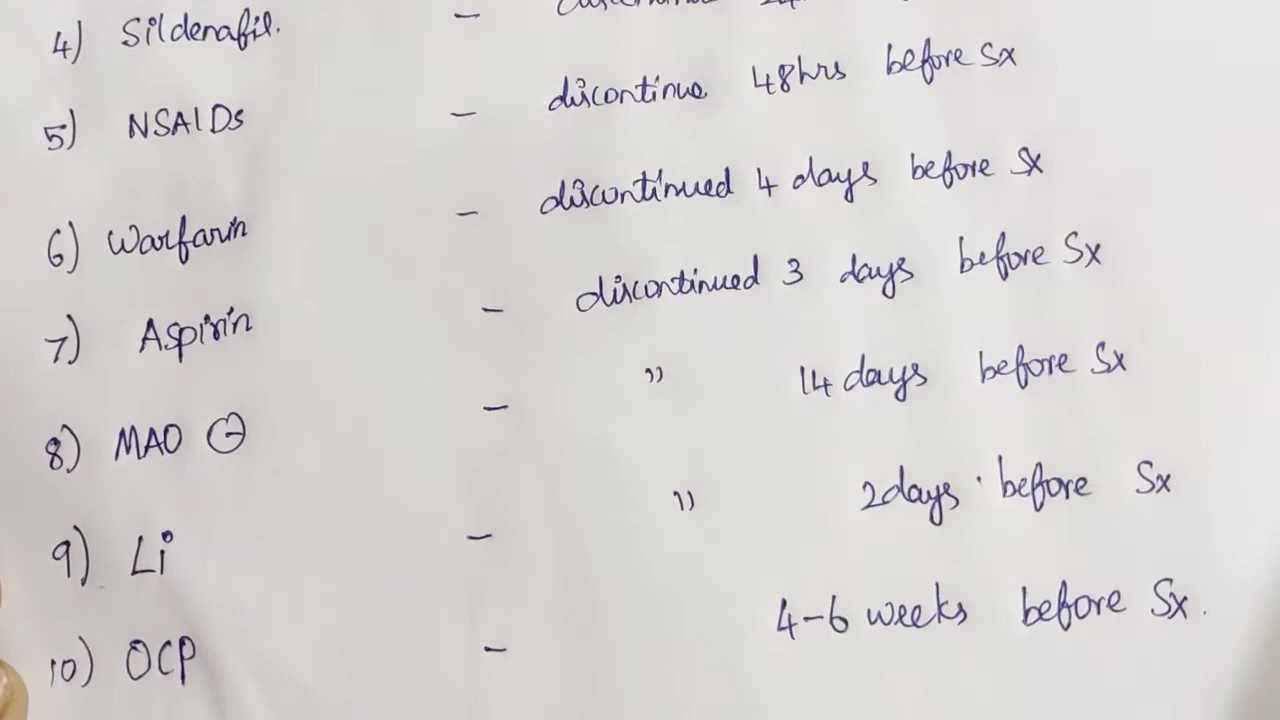 4) Sildenafil. -
5) NSAIDs - discontinue 48hrs before Sx
6) Warfarin - discontinued 4 days before Sx
7) Aspirin - discontinued 3 days before Sx
8) MAO ⊖ - " 14 days before Sx
9) Li - " 2 days before Sx
10) OCP - 4-6 weeks before Sx.